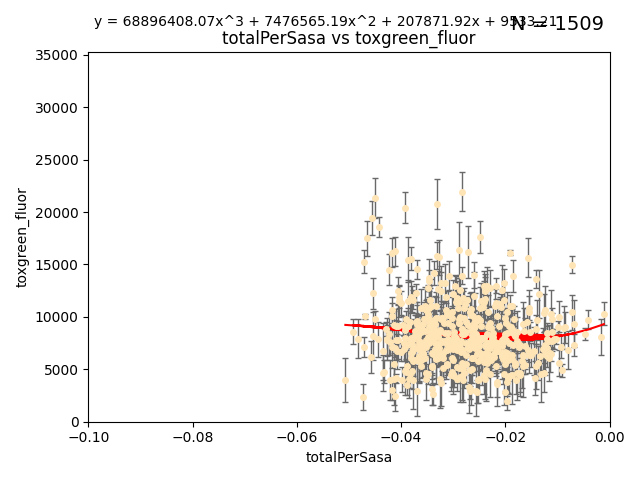 y = 68896408.07x^3 + 7476565.19x^2 + 207871.92x + 9533.21
N = 1509
totalPerSasa vs toxgreen_fluor
35000
30000
25000
20000
15000
10000
5000
0
toxgreen_fluor
−0.10
−0.08
−0.06
−0.04
−0.02
0.00
totalPerSasa